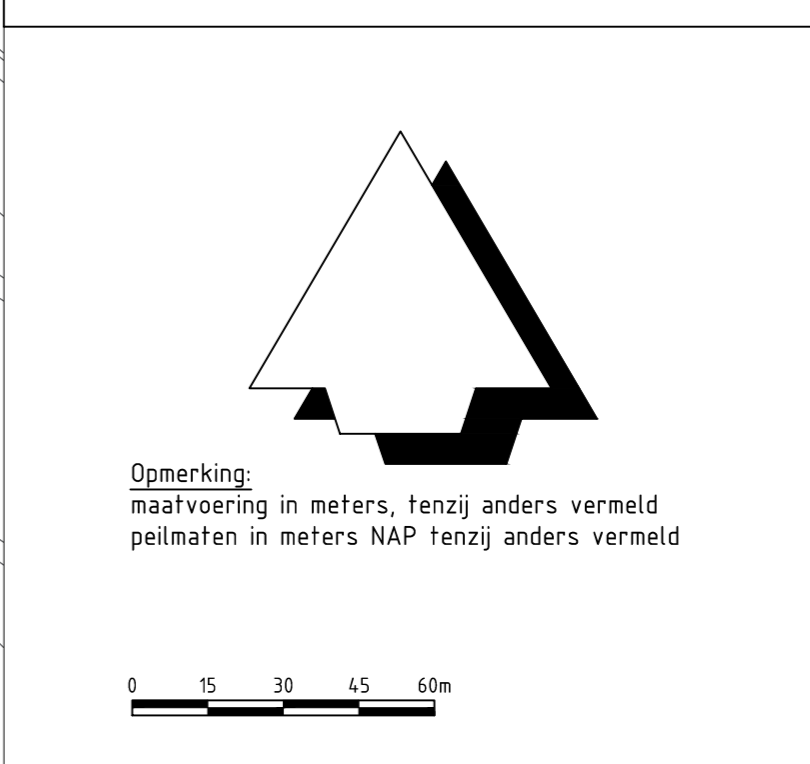 Opmerking:
maatvoering in meters, tenzij anders vermeld
peilmaten in meters NAP tenzij anders vermeld
0 15 30 45 60m